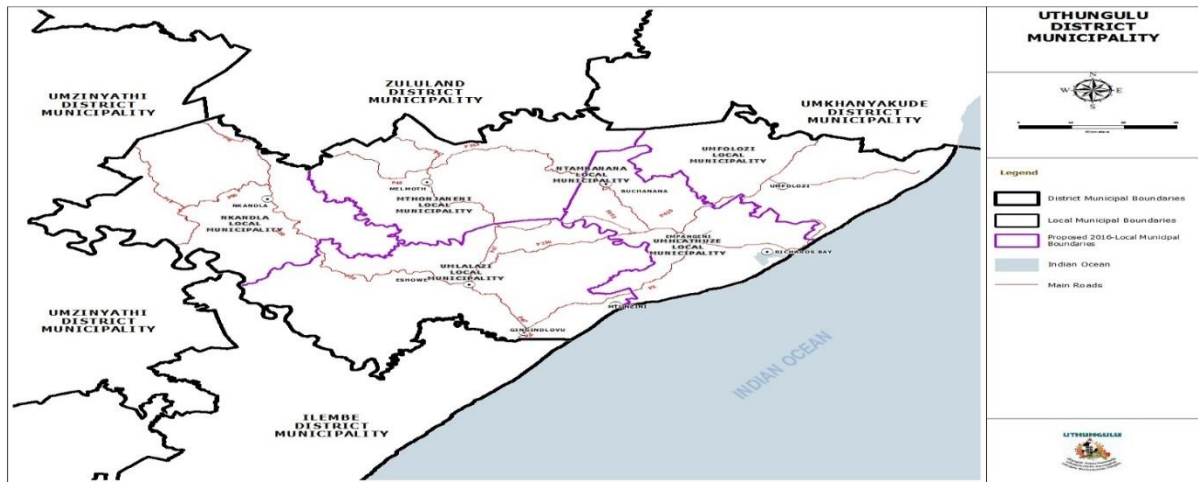 UTHUNGULU
DISTRICT
MUNICIPALITY
N
W
E
S
Legend
District Municipal Boundaries
Local Municipal Boundaries
Proposed 2016-Local Municipal
Boundaries
Indian Ocean
Main Roads
UTHUNGULU
UMZINYATHI
DISTRICT
MUNICIPALITY
ZULULAND
DISTRICT
MUNICIPALITY
UMKHANYAKUDE
DISTRICT
MUNICIPALITY
UMFOLOZI
LOCAL
MUNICIPALITY
UMFOLOZI
NTAMBANANA
LOCAL
MUNICIPALITY
BUCHANANA
MELMOTH
MTHONJANENI
LOCAL
MUNICIPALITY
NKANDLA
NKANDLA
LOCAL
MUNICIPALITY
EMPANGENI
UMHLATHUZE
LOCAL
MUNICIPALITY
RICHARDS BAY
UMLALAZI
LOCAL
MUNICIPALITY
ESHOWE
MTUNZINI
GINGINDLOVU
UMZINYATHI
DISTRICT
MUNICIPALITY
ILEMBE
DISTRICT
MUNICIPALITY
INDIAN OCEAN